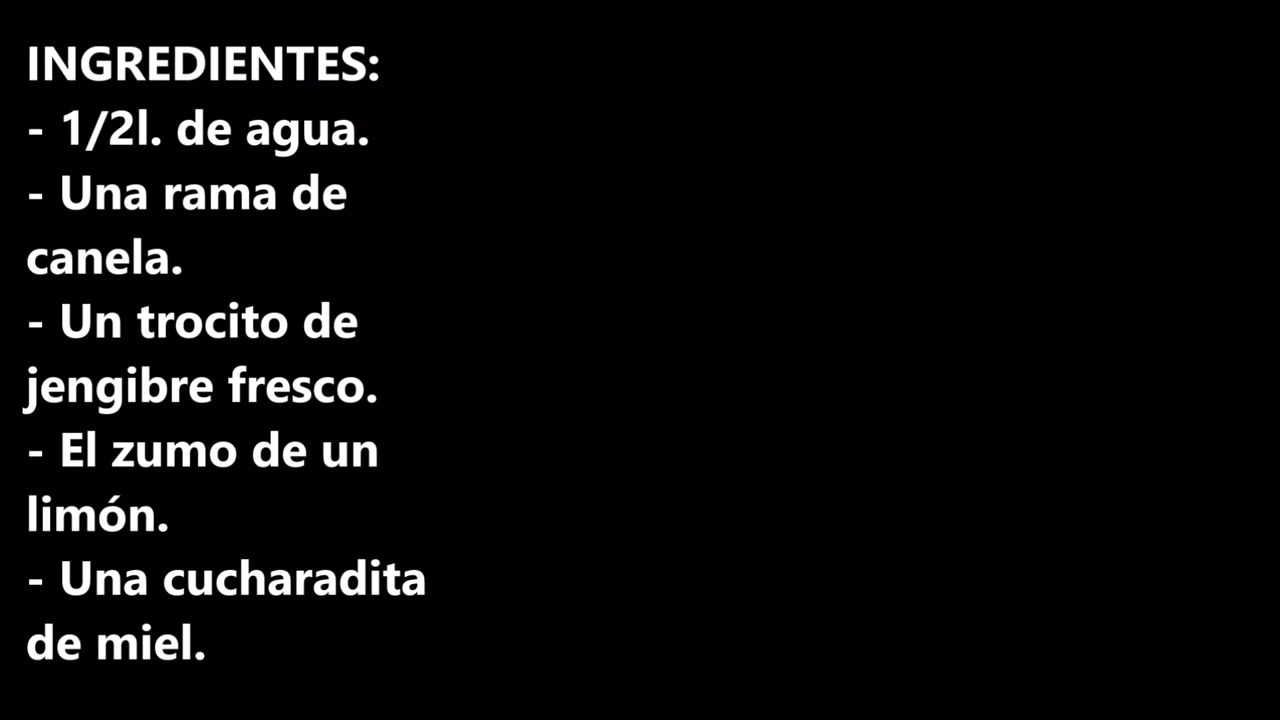 INGREDIENTES:
- 1/2l. de agua.
- Una rama de
canela.
- Un trocito de
jengibre fresco.
- El zumo de un
limón.
- Una cucharadita
de miel.